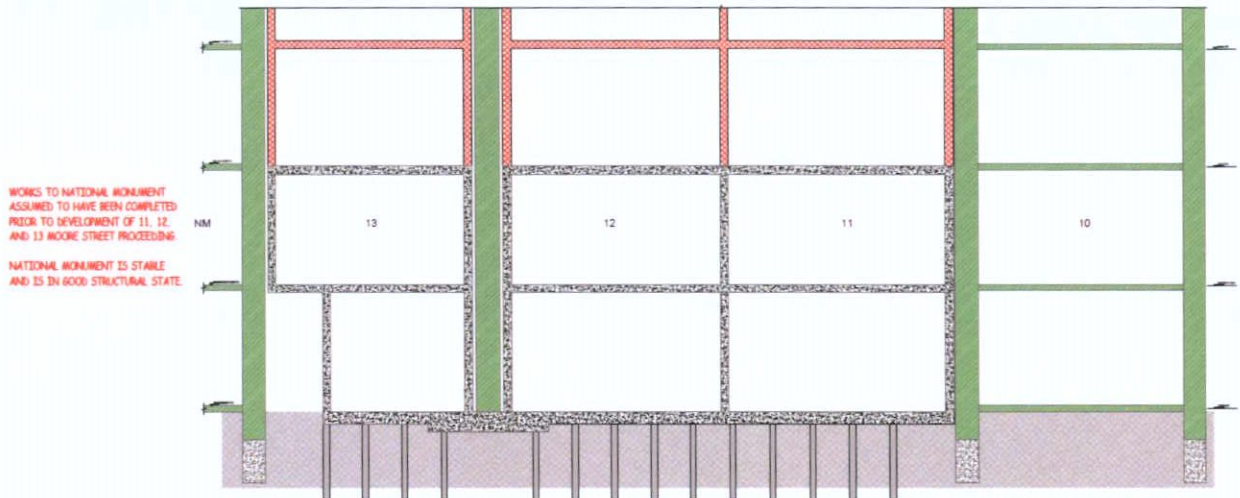 WORKS TO NATIONAL MONUMENT
ASSUMED TO HAVE BEEN COMPLETED
PRIOR TO DEVELOPMENT OF 11, 12,
AND 13 MOORE STREET PROCEEDING.
NM
13
12
11
10
NATIONAL MONUMENT IS STABLE
AND IS IN GOOD STRUCTURAL STATE.